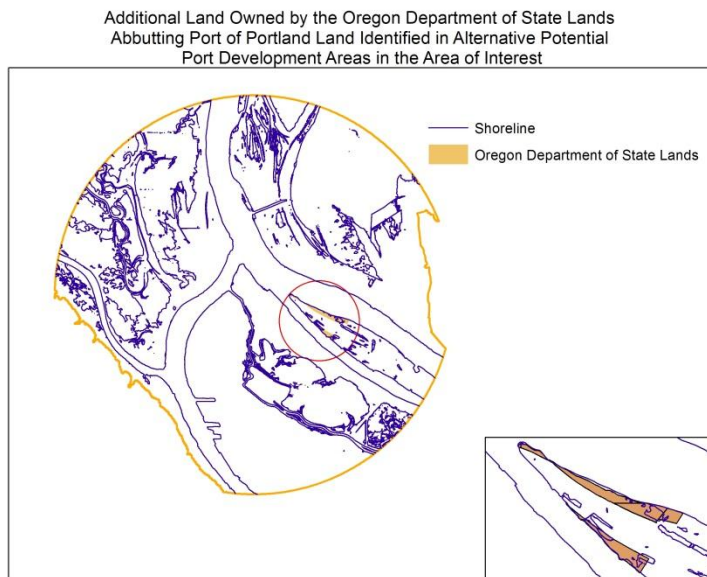 Additional Land Owned by the Oregon Department of State Lands
Abbutting Port of Portland Land Identified in Alternative Potential
Port Development Areas in the Area of Interest
Shoreline
Oregon Department of State Lands